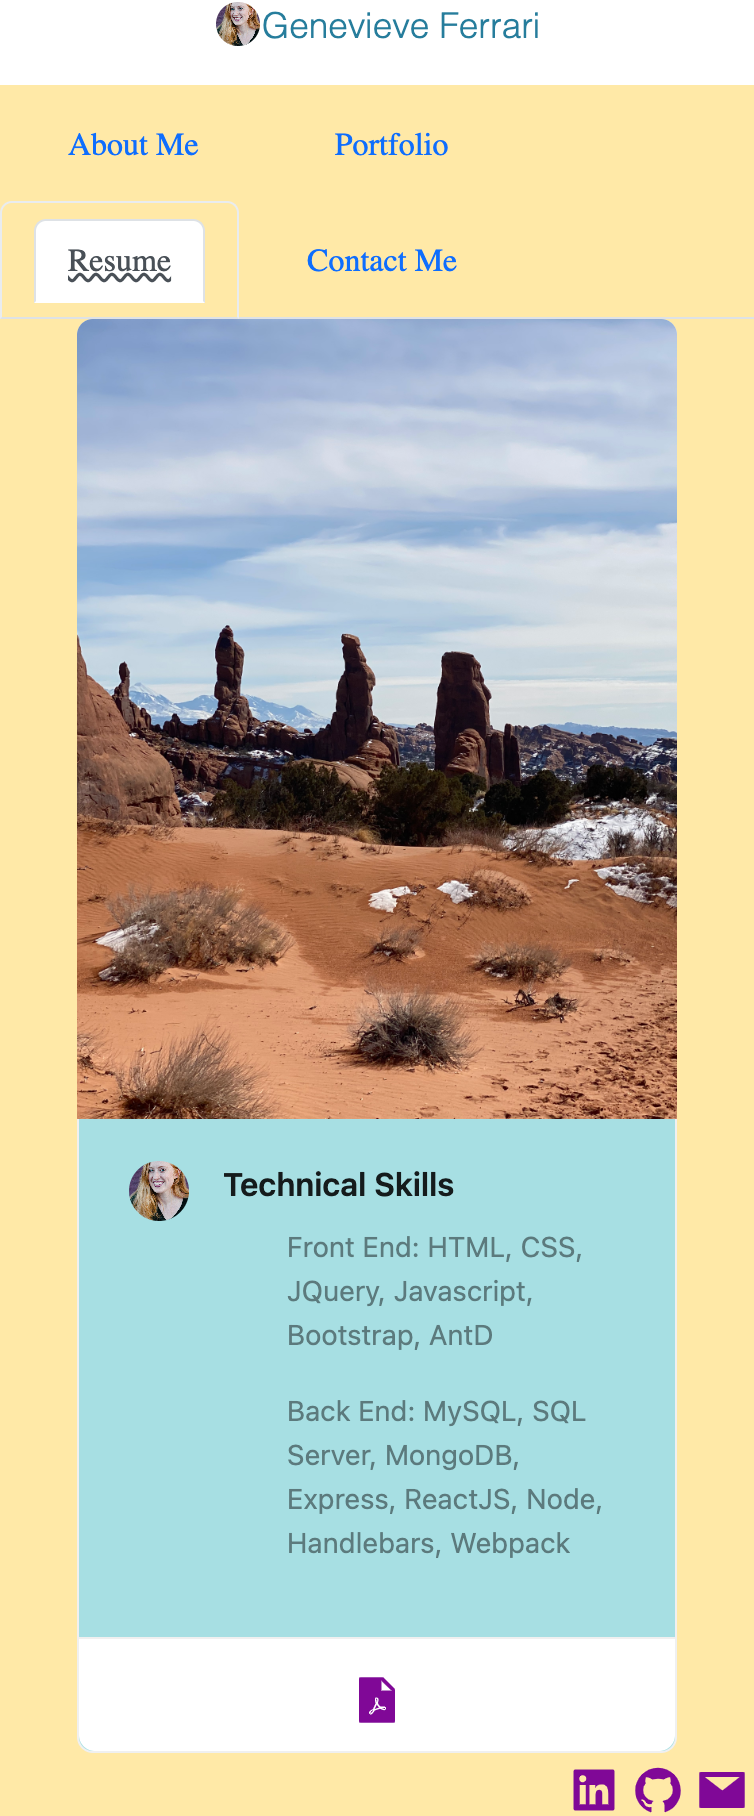 Genevieve Ferrari
About Me Portfolio
Resume Contact Me
Technical Skills
Front End: HTML, CSS,
JQuery, Javascript,
Bootstrap, AntD
Back End: MySQL, SQL
Server, MongoDB,
Express, ReactJS, Node,
Handlebars, Webpack
in